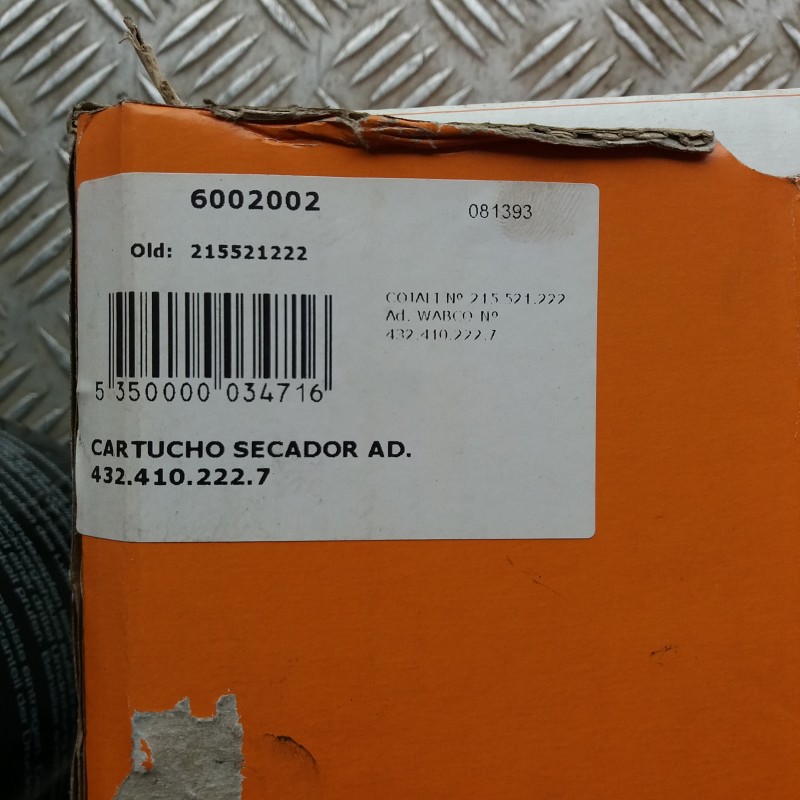 6002002
081393
Old: 215521222
COJALI Nº 215.521.222
Ad. WABCO Nº
432.410.222.7
5 350000 034716
CARTUCHO SECADOR AD.
432.410.222.7